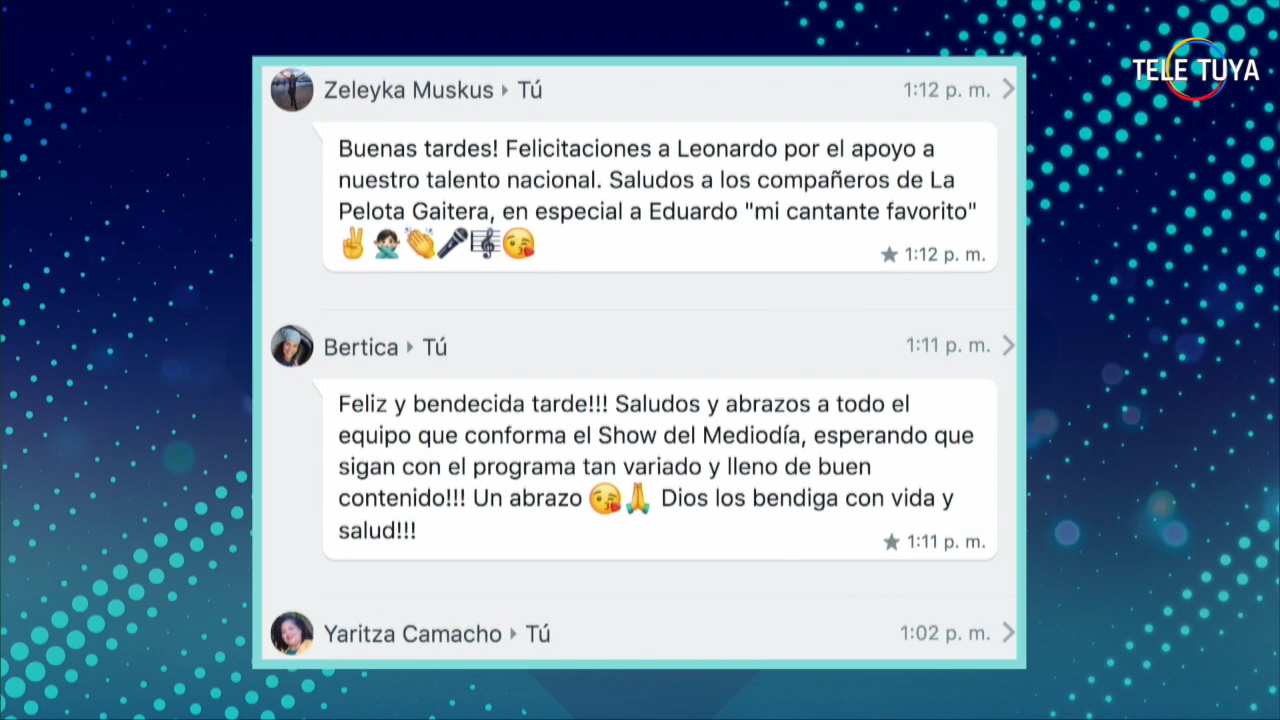 TELE TUYA
Zeleyka Muskus ▸ Tú
1:12 p. m.
Buenas tardes! Felicitaciones a Leonardo por el apoyo a
nuestro talento nacional. Saludos a los compañeros de La
Pelota Gaitera, en especial a Eduardo "mi cantante favorito"
✌️🙅🏻‍♂️👏🎤🎼😘
★ 1:12 p. m.
Bertica ▸ Tú
1:11 p. m.
Feliz y bendecida tarde!!! Saludos y abrazos a todo el
equipo que conforma el Show del Mediodía, esperando que
sigan con el programa tan variado y lleno de buen
contenido!!! Un abrazo 😘🙏 Dios los bendiga con vida y
salud!!!
★ 1:11 p. m.
Yaritza Camacho ▸ Tú
1:02 p. m.